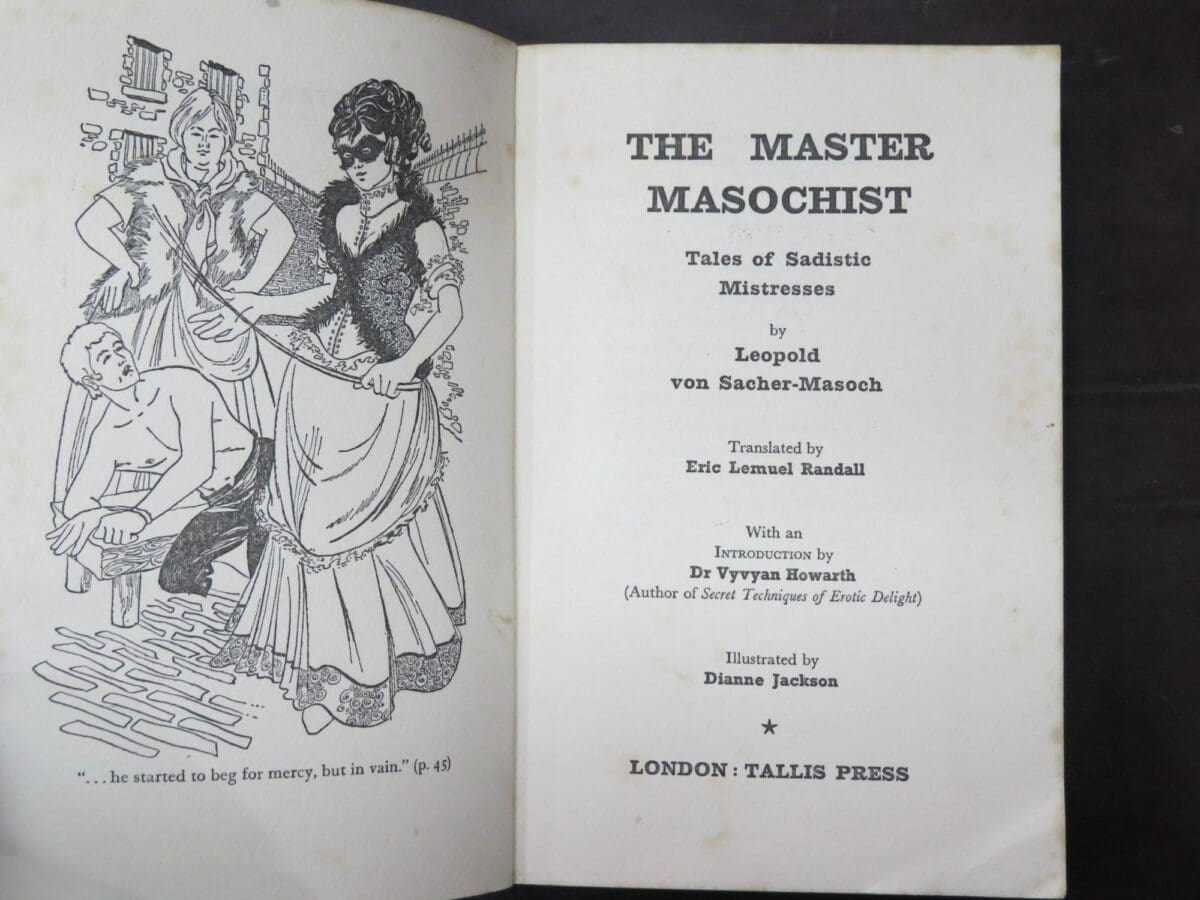 "...he started to beg for mercy, but in vain." (p. 45)
THE MASTER
MASOCHIST
Tales of Sadistic
Mistresses
by
Leopold
von Sacher-Masoch
Translated by
Eric Lemuel Randall
With an
INTRODUCTION by
Dr Vyvyan Howarth
(Author of Secret Techniques of Erotic Delight)
Illustrated by
Dianne Jackson
LONDON: TALLIS PRESS